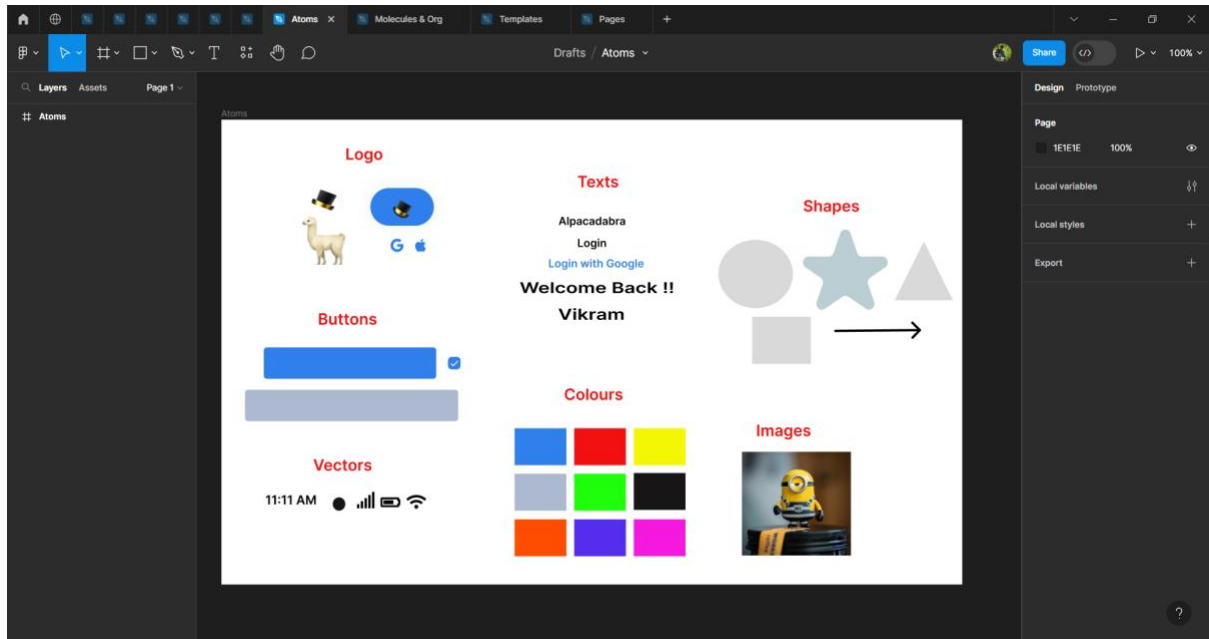 Atoms
Molecules & Org
Templates
Pages
Drafts / Atoms
Share
100%
Layers
Assets
Page 1
Atoms
Atoms
Logo
Buttons
Vectors
11:11 AM
Texts
Alpacadabra
Login
Login with Google
Welcome Back !!
Vikram
Colours
Shapes
Images
Design
Prototype
Page
1E1E1E 100%
Local variables
Local styles
Export
?